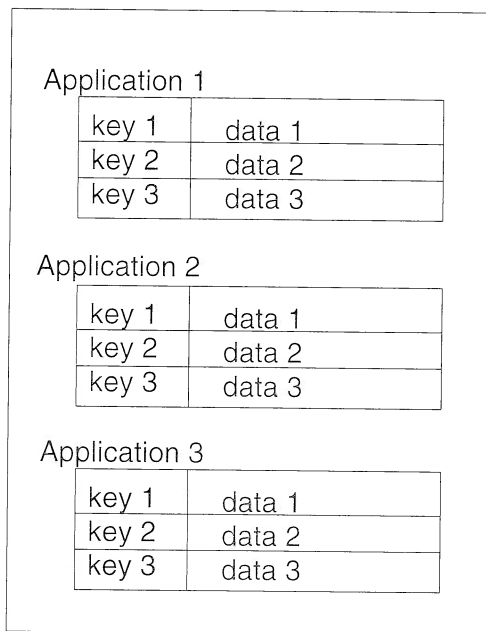 Application 1
key 1 data 1
key 2 data 2
key 3 data 3
Application 2
key 1 data 1
key 2 data 2
key 3 data 3
Application 3
key 1 data 1
key 2 data 2
key 3 data 3